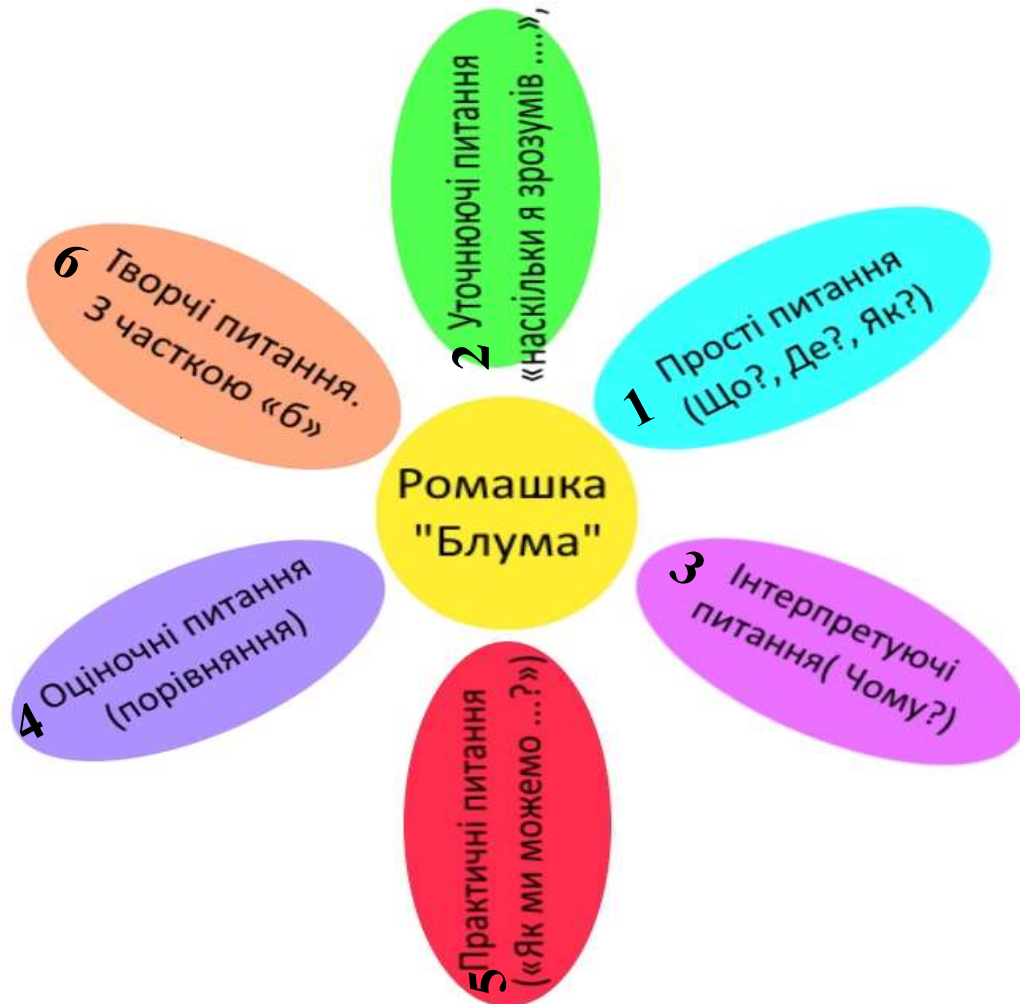 Ромашка
"Блума"
1 Прості питання
(Що?, Де?, Як?)
2 Уточнюючі питання
«наскільки я зрозумів ....»,
3 Інтерпретуючі
питання( Чому?)
4 Оціночні питання
(порівняння)
5 Практичні питання
(«Як ми можемо ...?»)
6 Творчі питання.
З часткою «б»